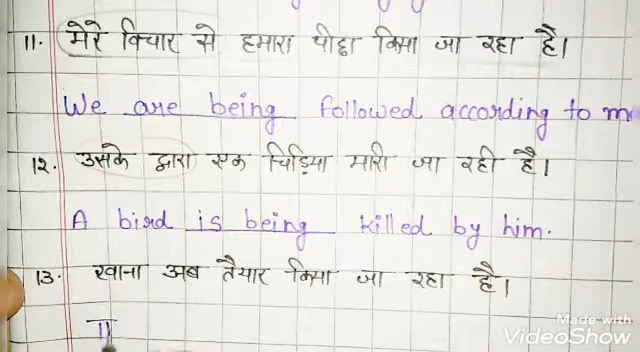 11. मेरे विचार से हमारा पीछा किया जा रहा है।
We are being followed according to m
12. उसके द्वारा एक चिड़िया मारी जा रही है।
A bird is being killed by him.
13. खाना अब तैयार किया जा रहा है।
Made with
VideoShow